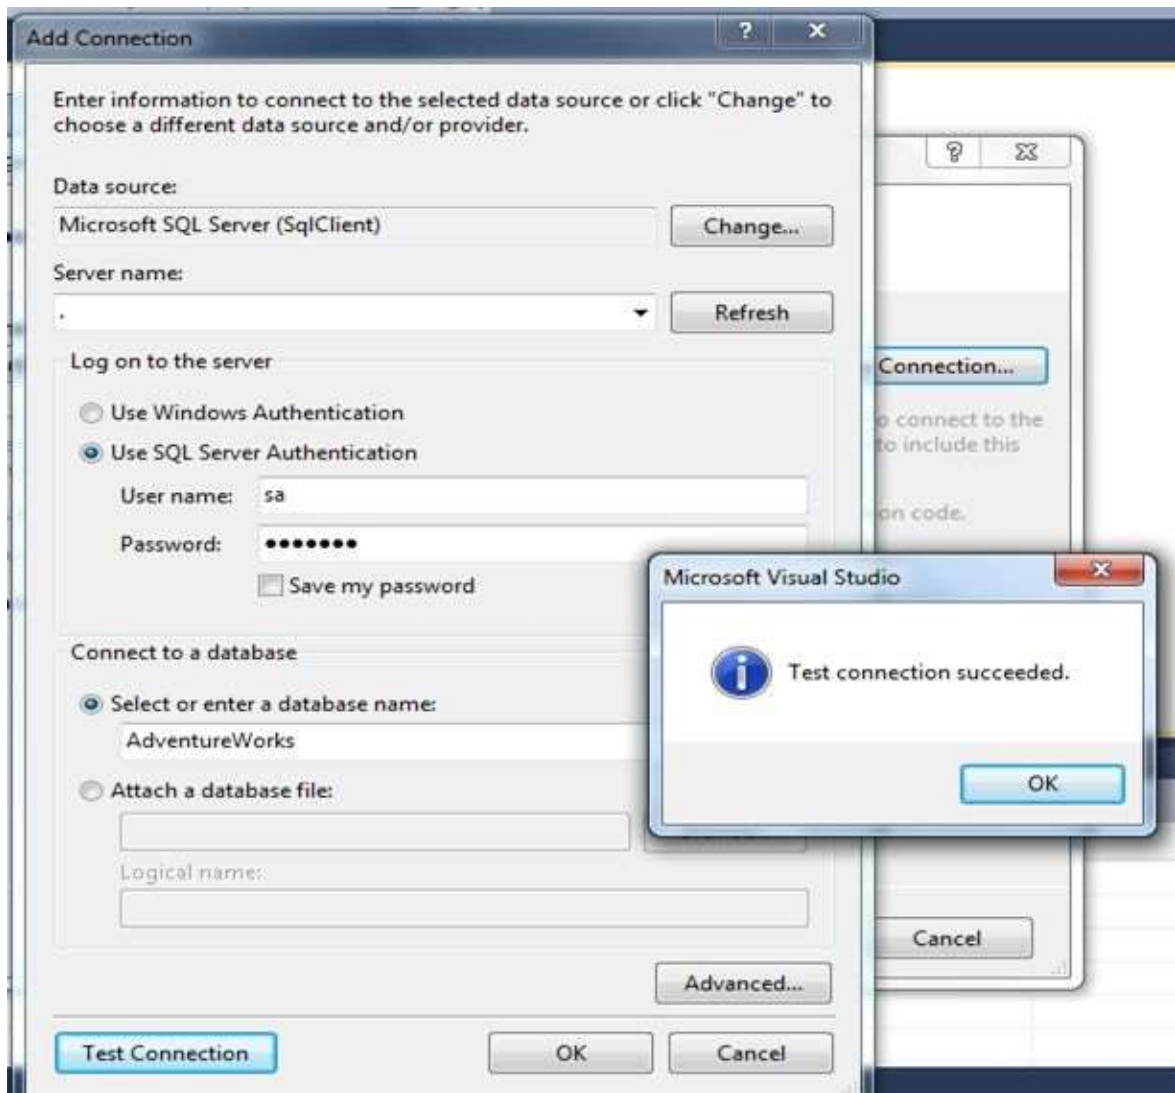 Add Connection
?
x
Enter information to connect to the selected data source or click "Change" to
choose a different data source and/or provider.
Data source:
Microsoft SQL Server (SqlClient)
Change...
Server name:
.
Refresh
Log on to the server
Use Windows Authentication
Use SQL Server Authentication
User name:
sa
Password:
•••••••
Save my password
Connect to a database
Select or enter a database name:
AdventureWorks
Attach a database file:
Logical name:
Advanced...
Test Connection
OK
Cancel
?
Connection...
o connect to the
to include this
on code.
Cancel
Microsoft Visual Studio
Test connection succeeded.
OK